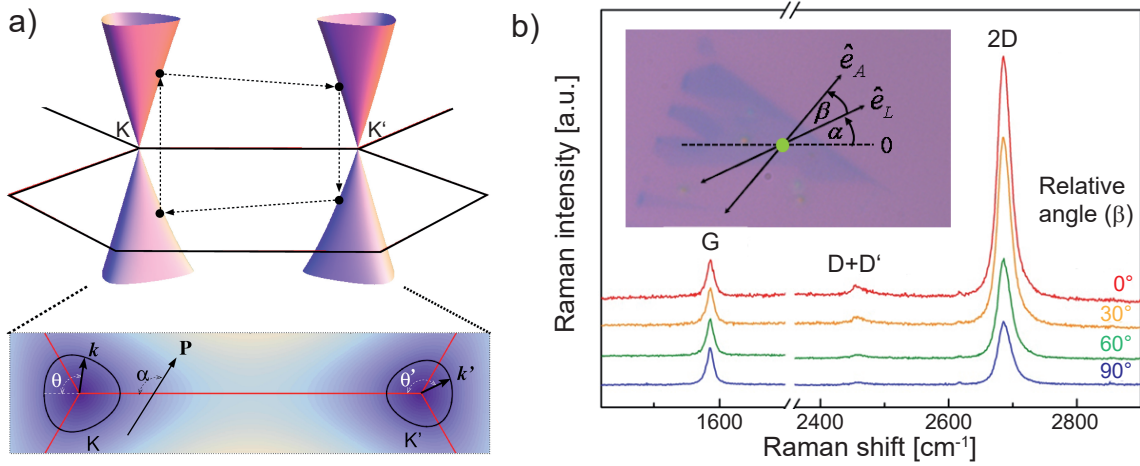 a)
K
K'
θ
k
α
P
K
θ'
k'
K'
b)
Raman intensity [a.u.]
2D
ê_A
ê_L
β
α
0
Relative
angle (β)
G
D+D'
0°
30°
60°
90°
1600
2400
2600
2800
Raman shift [cm⁻¹]